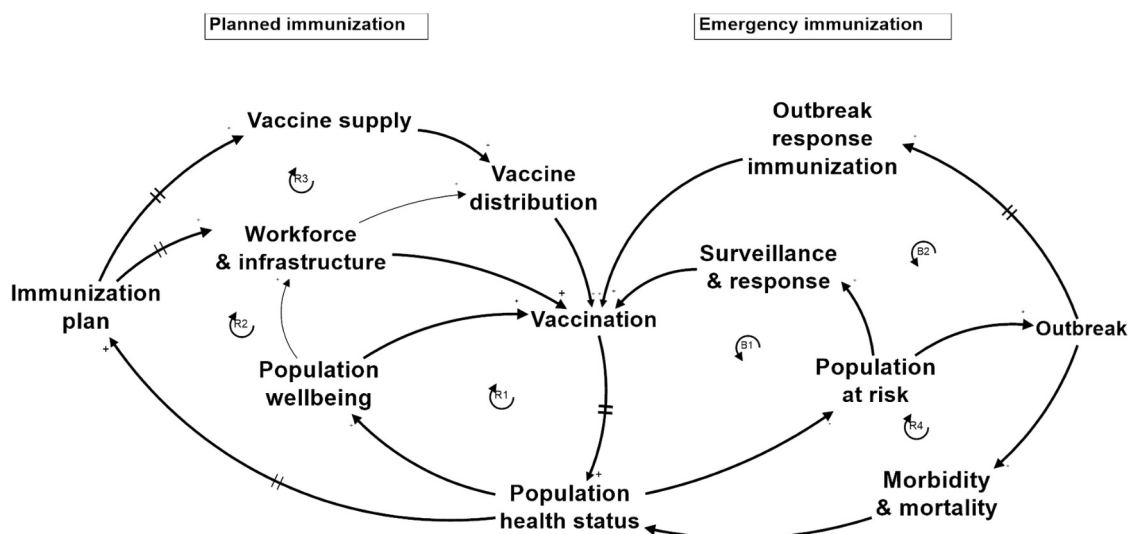 Planned immunization
Emergency immunization
Vaccine supply
Outbreak
response
immunization
R3
Vaccine
distribution
Workforce
& infrastructure
Surveillance
& response
B2
Immunization
plan
R2
+
Vaccination
Outbreak
+
B1
Population
wellbeing
R1
Population
at risk
R4
+
Population
health status
Morbidity
& mortality